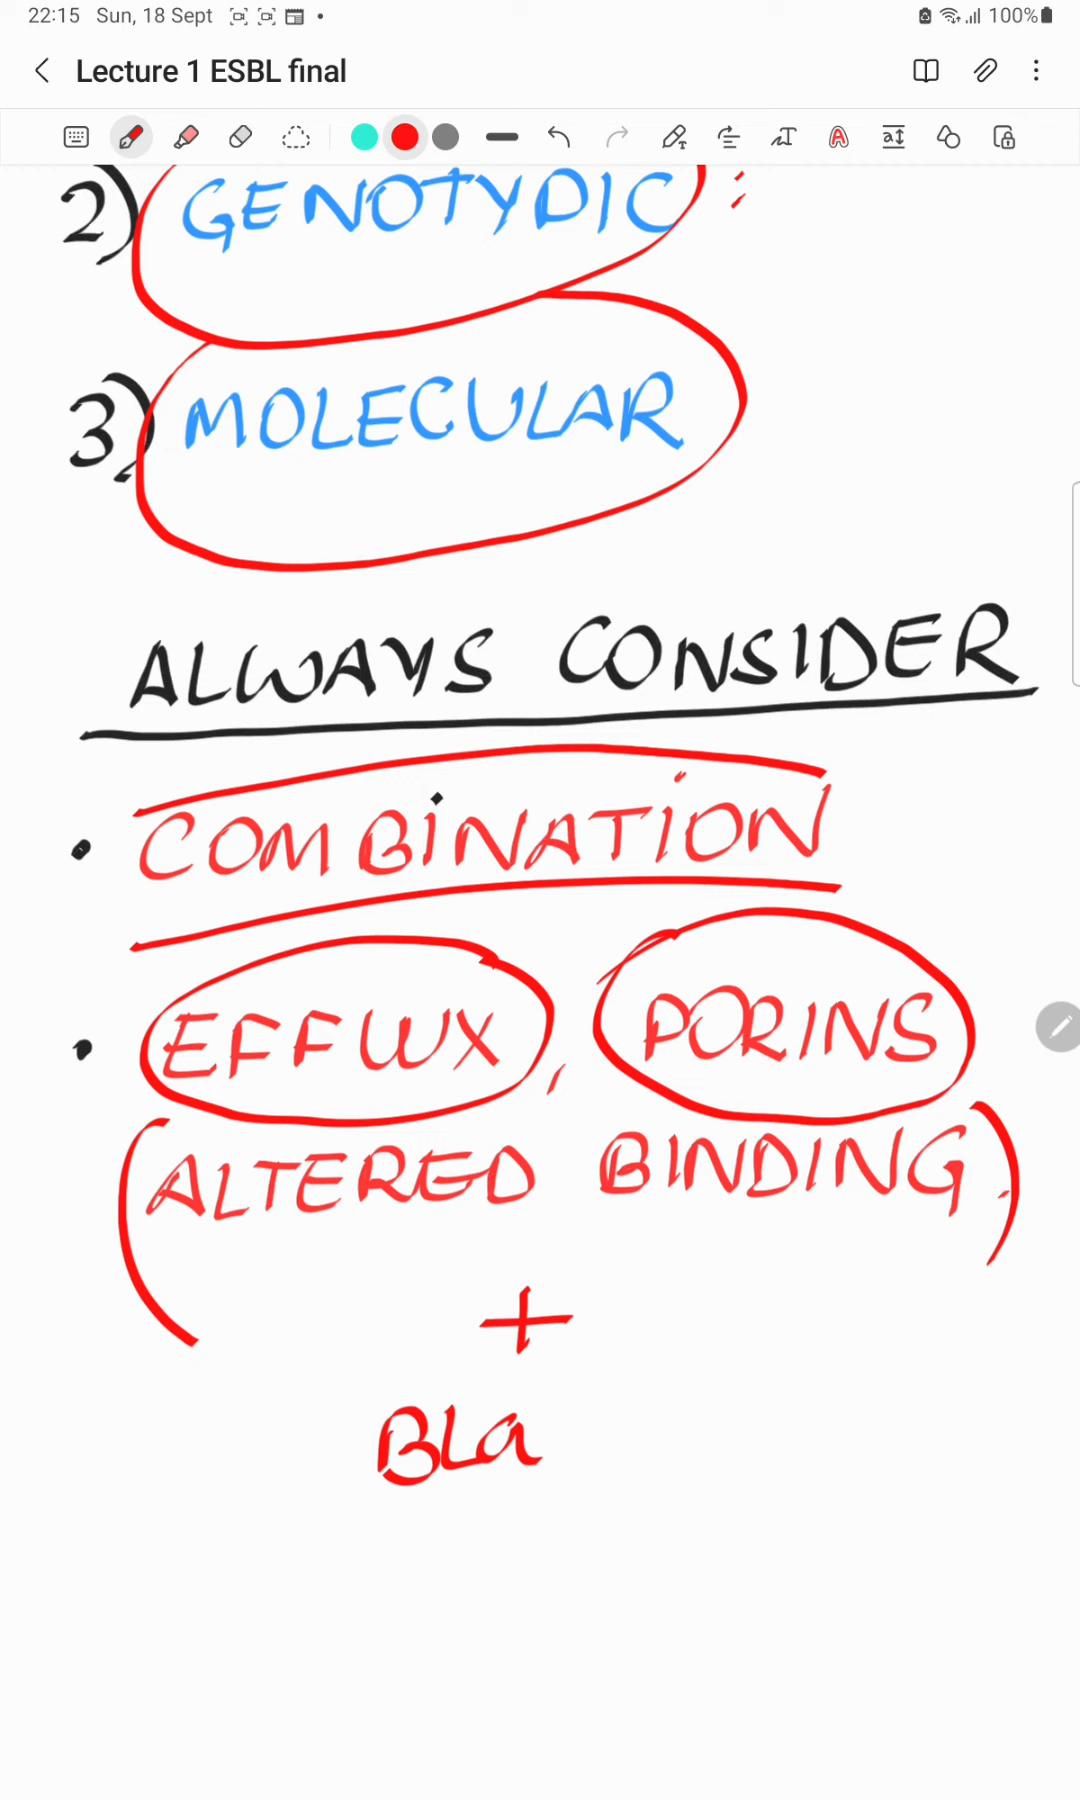 22:15 Sun, 18 Sept 100%
Lecture 1 ESBL final
2) GENOTYPIC :
3) MOLECULAR
ALWAYS CONSIDER
• COMBINATION
• EFFLUX, PORINS
(ALTERED BINDING)
+
BLa